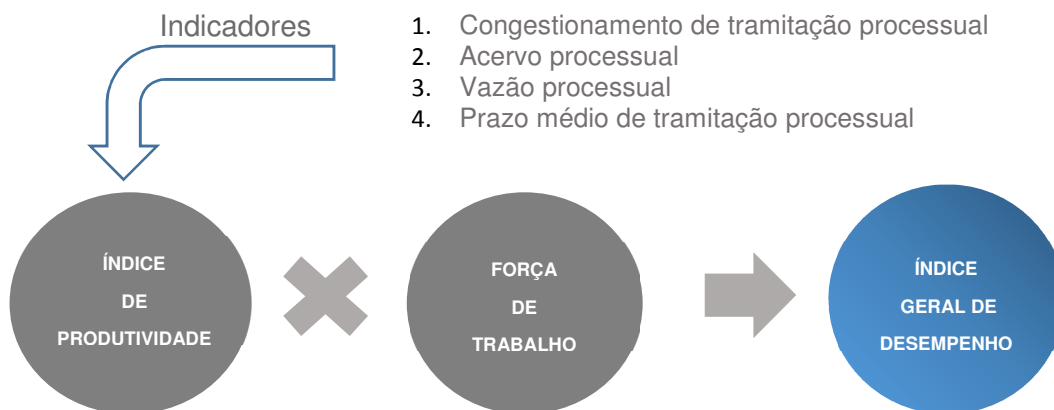 Indicadores
1. Congestionamento de tramitação processual
2. Acervo processual
3. Vazão processual
4. Prazo médio de tramitação processual
ÍNDICE
DE
PRODUTIVIDADE
FORÇA
DE
TRABALHO
ÍNDICE
GERAL DE
DESEMPENHO